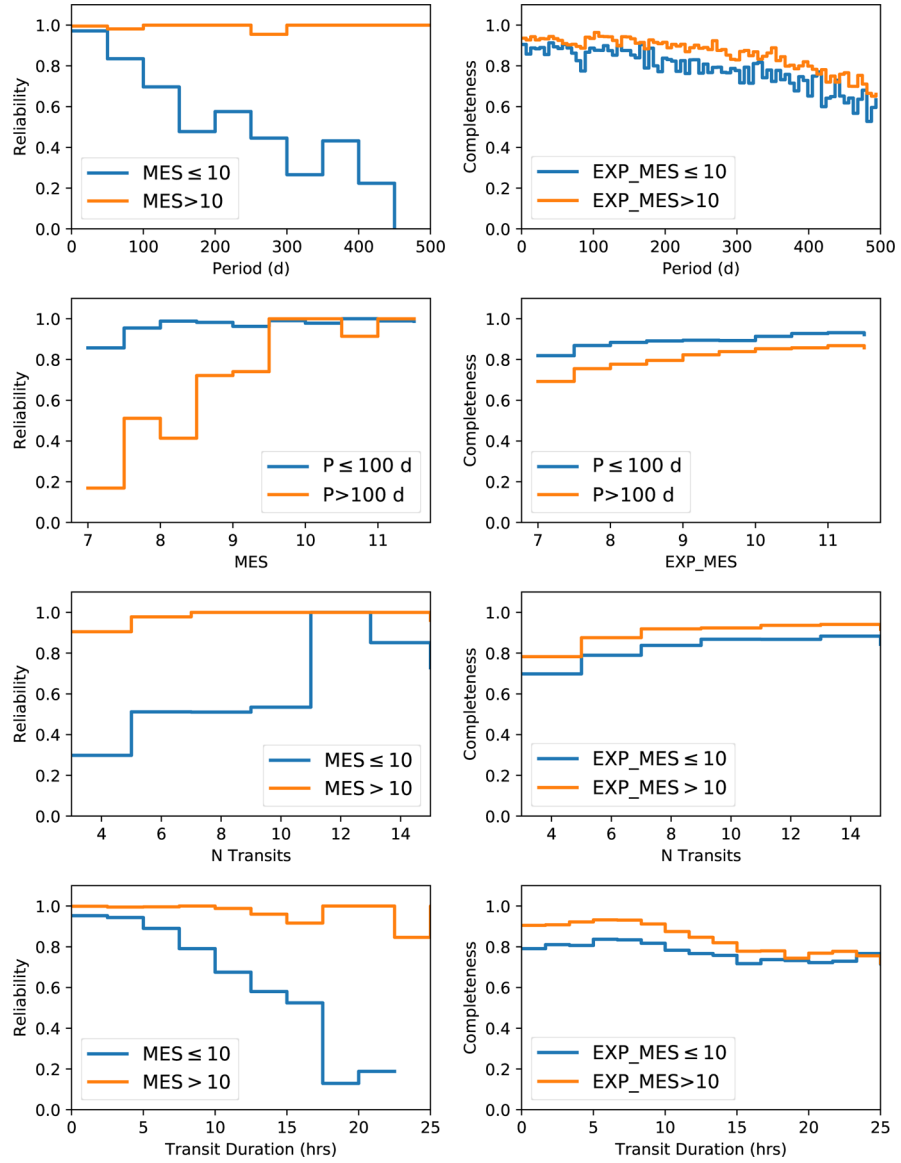 1.0
0.8
0.6
0.4
0.2
0.0
Reliability
MES ≤ 10
MES>10
0 100 200 300 400 500
Period (d)
1.0
0.8
0.6
0.4
0.2
0.0
Completeness
EXP_MES ≤ 10
EXP_MES>10
0 100 200 300 400 500
Period (d)
1.0
0.8
0.6
0.4
0.2
0.0
Reliability
P ≤ 100 d
P>100 d
7 8 9 10 11
MES
1.0
0.8
0.6
0.4
0.2
0.0
Completeness
P ≤ 100 d
P>100 d
7 8 9 10 11
EXP_MES
1.0
0.8
0.6
0.4
0.2
0.0
Reliability
MES ≤ 10
MES > 10
4 6 8 10 12 14
N Transits
1.0
0.8
0.6
0.4
0.2
0.0
Completeness
EXP_MES ≤ 10
EXP_MES > 10
4 6 8 10 12 14
N Transits
1.0
0.8
0.6
0.4
0.2
0.0
Reliability
MES ≤ 10
MES > 10
0 5 10 15 20 25
Transit Duration (hrs)
1.0
0.8
0.6
0.4
0.2
0.0
Completeness
EXP_MES ≤ 10
EXP_MES>10
0 5 10 15 20 25
Transit Duration (hrs)